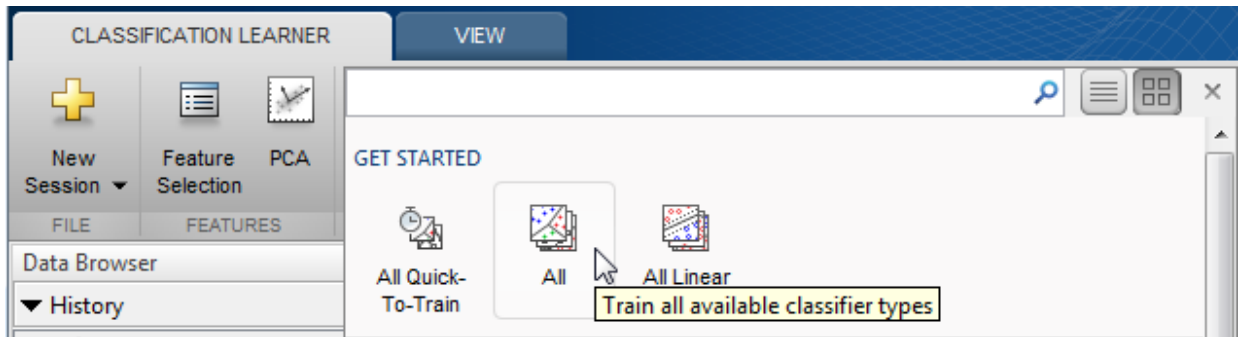 CLASSIFICATION LEARNER
VIEW
New
Session
Feature
Selection
PCA
FILE
FEATURES
GET STARTED
All Quick-
To-Train
All
All Linear
Train all available classifier types
Data Browser
History